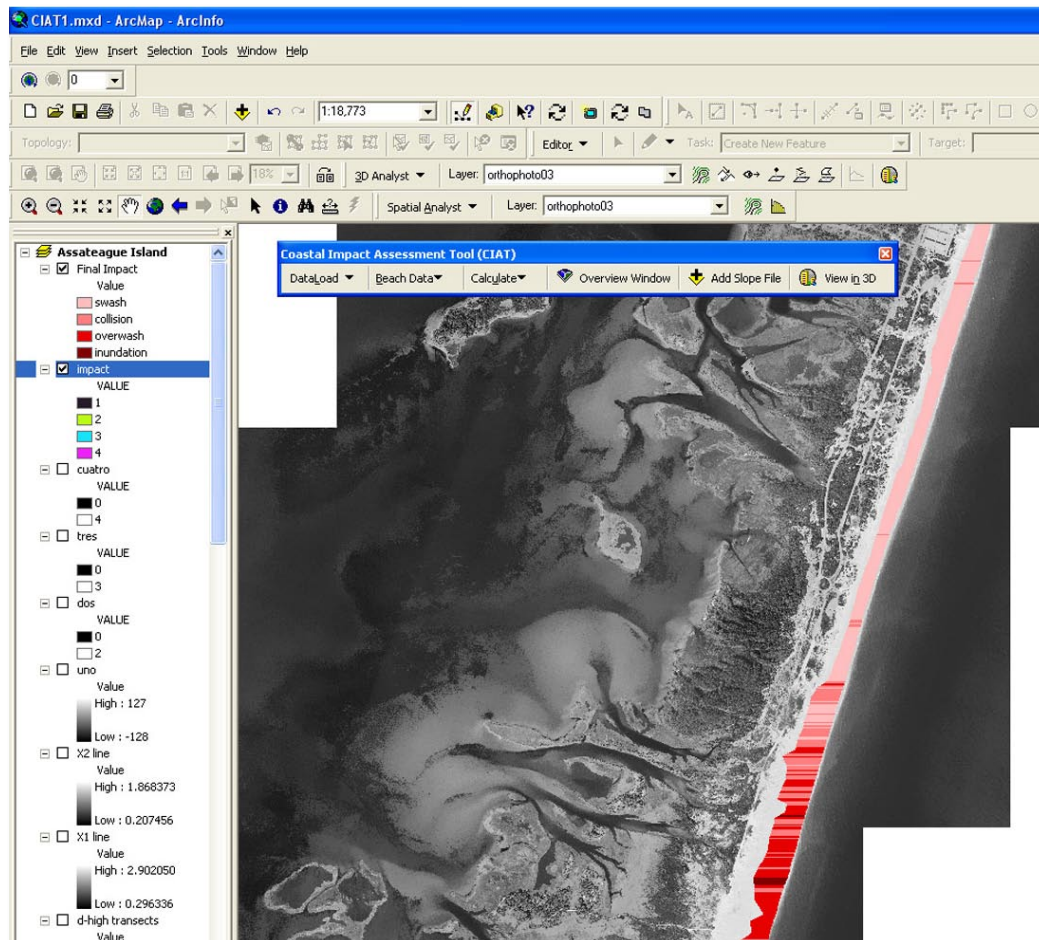 CIAT1.mxd - ArcMap - ArcInfo
File Edit View Insert Selection Tools Window Help
0
1:18,773
Topology: Editor Task: Create New Feature Target:
18% 3D Analyst Layer: orthophoto03
Spatial Analyst Layer: orthophoto03
Coastal Impact Assessment Tool (CIAT)
DataLoad Beach Data Calculate Overview Window Add Slope File View in 3D
Assateague Island
Final Impact
Value
swash
collision
overwash
inundation
impact
VALUE
1
2
3
4
cuatro
VALUE
0
4
tres
VALUE
0
3
dos
VALUE
0
2
uno
Value
High : 127
Low : -128
X2 line
Value
High : 1.868373
Low : 0.207456
X1 line
Value
High : 2.902050
Low : 0.296336
d-high transects
Value